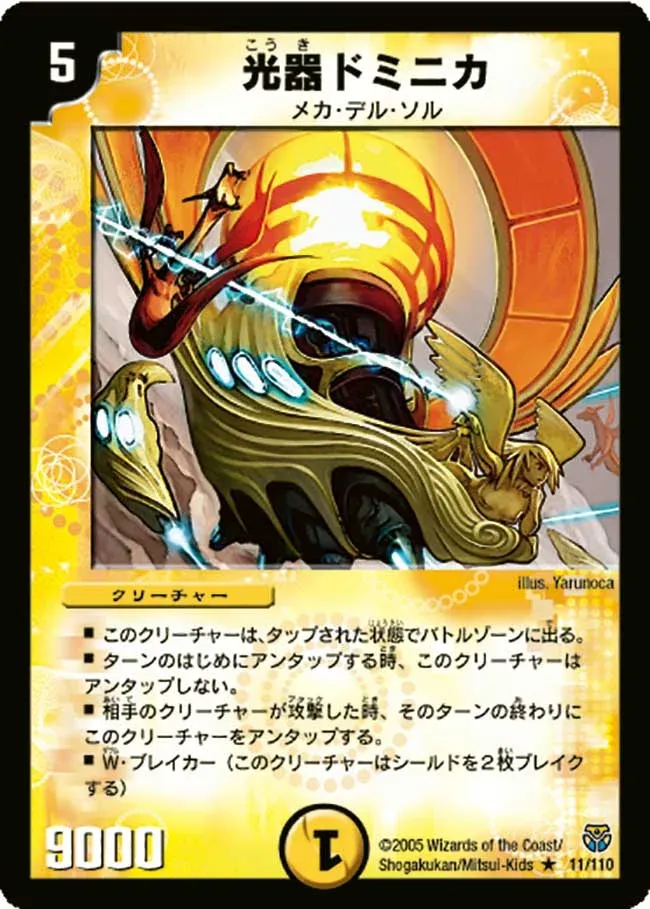 5
こうき
光器ドミニカ
メカ・デル・ソル
illus. Yarunoca
クリーチャー
■ このクリーチャーは、タップされた状態でバトルゾーンに出る。
■ ターンのはじめにアンタップする時、このクリーチャーは
アンタップしない。
■ 相手のクリーチャーが攻撃した時、そのターンの終わりに
このクリーチャーをアンタップする。
■ W・ブレイカー（このクリーチャーはシールドを2枚ブレイク
する）
9000
1
©2005 Wizards of the Coast/
Shogakukan/Mitsui-Kids ★ 11/110